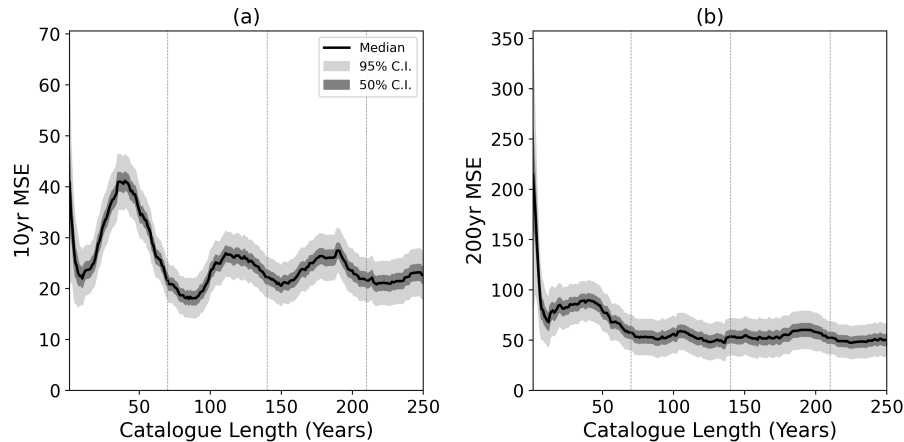 (a)
70
60
50
40
30
20
10
0
10yr MSE
Median
95% C.I.
50% C.I.
50 100 150 200 250
Catalogue Length (Years)
(b)
350
300
250
200
150
100
50
0
200yr MSE
50 100 150 200 250
Catalogue Length (Years)